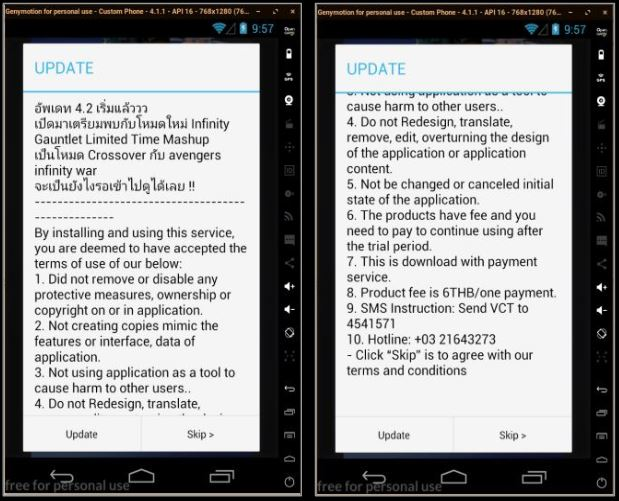 Genymotion for personal use - Custom Phone - 4.1.1 - API 16 - 768x1280 (76...
9:57
UPDATE
อัพเดท 4.2 เริ่มแล้ววว
เปิดมาเตรียมพบกับโหมดใหม่ Infinity
Gauntlet Limited Time Mashup
เป็นโหมด Crossover กับ avengers
infinity war
จะเป็นยังไงรอเข้าไปดูได้เลย !!
------------------------------------
--------------
By installing and using this service,
you are deemed to have accepted the
terms of use of our below:
1. Did not remove or disable any
protective measures, ownership or
copyright on or in application.
2. Not creating copies mimic the
features or interface, data of
application.
3. Not using application as a tool to
cause harm to other users..
4. Do not Redesign, translate,
Update
Skip >
free for personal use
Genymotion for personal use - Custom Phone - 4.1.1 - API 16 - 768x1280 (76...
9:57
UPDATE
3. Not using application as a tool to
cause harm to other users..
4. Do not Redesign, translate,
remove, edit, overturning the design
of the application or application
content.
5. Not be changed or canceled initial
state of the application.
6. The products have fee and you
need to pay to continue using after
the trial period.
7. This is download with payment
service.
8. Product fee is 6THB/one payment.
9. SMS Instruction: Send VCT to
4541571
10. Hotline: +03 21643273
- Click "Skip" is to agree with our
terms and conditions
Update
Skip >
free for personal use